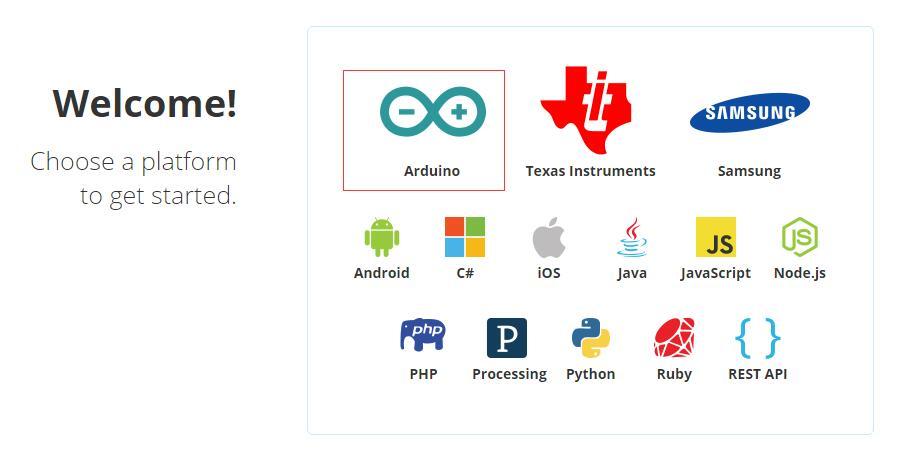 Welcome!
Choose a platform
to get started.
SAMSUNG
Arduino
Texas Instruments
Samsung
JS
JS
Android
C#
iOS
Java
JavaScript
Node.js
php
P
{ }
PHP
Processing
Python
Ruby
REST API